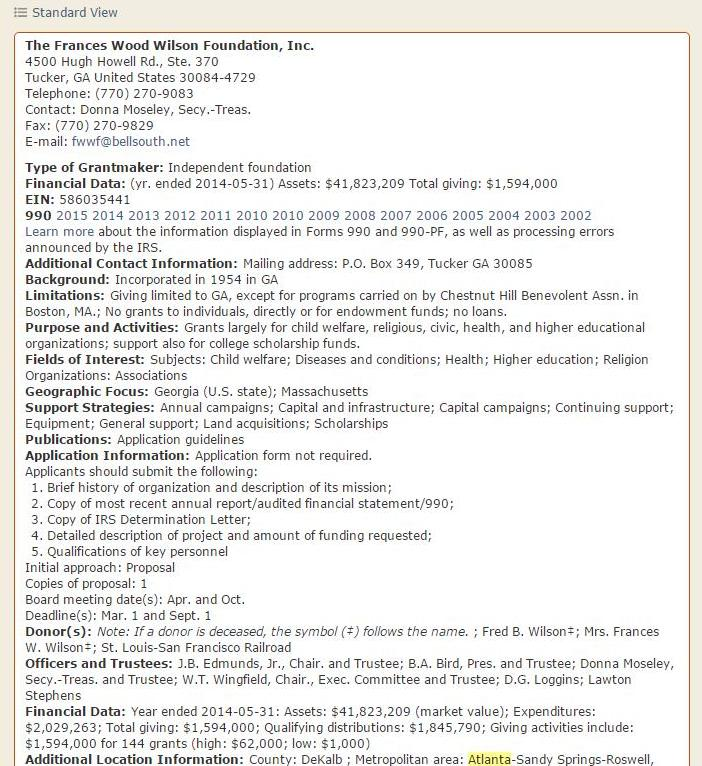 Standard View
The Frances Wood Wilson Foundation, Inc.
4500 Hugh Howell Rd., Ste. 370
Tucker, GA United States 30084-4729
Telephone: (770) 270-9083
Contact: Donna Moseley, Secy.-Treas.
Fax: (770) 270-9829
E-mail: fwwf@bellsouth.net
Type of Grantmaker: Independent foundation
Financial Data: (yr. ended 2014-05-31) Assets: $41,823,209 Total giving: $1,594,000
EIN: 586035441
990 2015 2014 2013 2012 2011 2010 2010 2009 2008 2007 2006 2005 2004 2003 2002
Learn more about the information displayed in Forms 990 and 990-PF, as well as processing errors
announced by the IRS.
Additional Contact Information: Mailing address: P.O. Box 349, Tucker GA 30085
Background: Incorporated in 1954 in GA
Limitations: Giving limited to GA, except for programs carried on by Chestnut Hill Benevolent Assn. in
Boston, MA.; No grants to individuals, directly or for endowment funds; no loans.
Purpose and Activities: Grants largely for child welfare, religious, civic, health, and higher educational
organizations; support also for college scholarship funds.
Fields of Interest: Subjects: Child welfare; Diseases and conditions; Health; Higher education; Religion
Organizations: Associations
Geographic Focus: Georgia (U.S. state); Massachusetts
Support Strategies: Annual campaigns; Capital and infrastructure; Capital campaigns; Continuing support;
Equipment; General support; Land acquisitions; Scholarships
Publications: Application guidelines
Application Information: Application form not required.
Applicants should submit the following:
1. Brief history of organization and description of its mission;
2. Copy of most recent annual report/audited financial statement/990;
3. Copy of IRS Determination Letter;
4. Detailed description of project and amount of funding requested;
5. Qualifications of key personnel
Initial approach: Proposal
Copies of proposal: 1
Board meeting date(s): Apr. and Oct.
Deadline(s): Mar. 1 and Sept. 1
Donor(s): Note: If a donor is deceased, the symbol (‡) follows the name. ; Fred B. Wilson‡; Mrs. Frances
W. Wilson‡; St. Louis-San Francisco Railroad
Officers and Trustees: J.B. Edmunds, Jr., Chair. and Trustee; B.A. Bird, Pres. and Trustee; Donna Moseley,
Secy.-Treas. and Trustee; W.T. Wingfield, Chair., Exec. Committee and Trustee; D.G. Loggins; Lawton
Stephens
Financial Data: Year ended 2014-05-31: Assets: $41,823,209 (market value); Expenditures:
$2,029,263; Total giving: $1,594,000; Qualifying distributions: $1,845,790; Giving activities include:
$1,594,000 for 144 grants (high: $62,000; low: $1,000)
Additional Location Information: County: DeKalb ; Metropolitan area: Atlanta-Sandy Springs-Roswell,